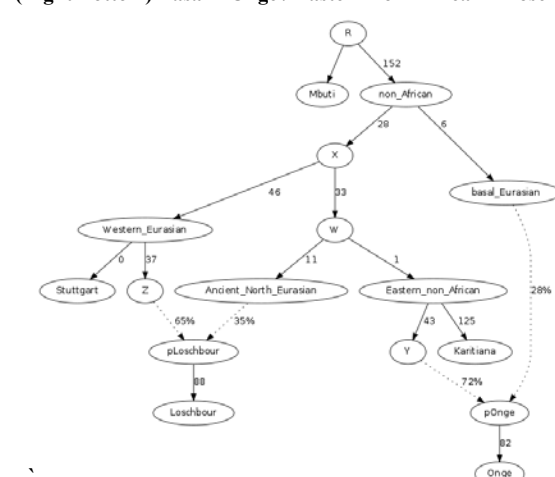 R
152
Mbuti
non_African
28
6
X
46
33
basal_Eurasian
Western_Eurasian
W
0
37
11
1
Stuttgart
Z
Ancient_North_Eurasian
Eastern_non_African
28%
65%
35%
43
125
pLoschbour
Y
Karitiana
88
72%
Loschbour
pOnge
82
Onge